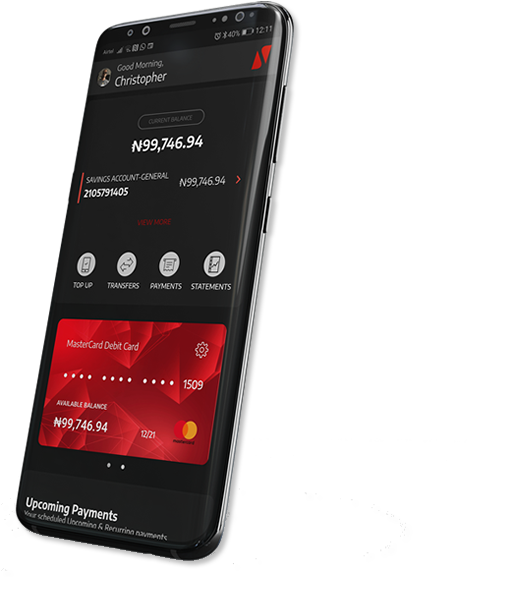 Airtel 40% 12:11
Good Morning,
Christopher
CURRENT BALANCE
₦99,746.94
SAVINGS ACCOUNT-GENERAL
2105791405
₦99,746.94
VIEW MORE
TOP UP
TRANSFERS
PAYMENTS
STATEMENTS
MasterCard Debit Card
•••• •••• •••• 1509
AVAILABLE BALANCE
₦99,746.94
12/21
mastercard
Upcoming Payments
Your scheduled Upcoming & Recurring payments